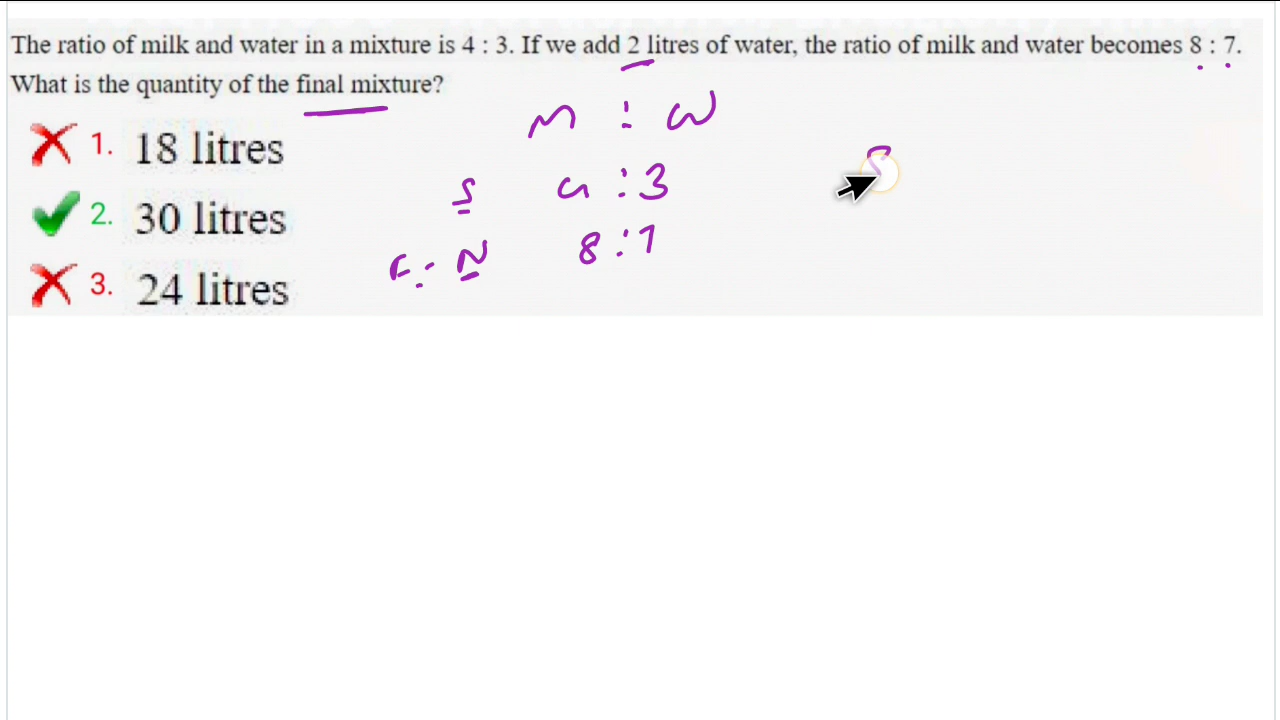 The ratio of milk and water in a mixture is 4 : 3. If we add 2 litres of water, the ratio of milk and water becomes 8 : 7.
What is the quantity of the final mixture?
M : W
1. 18 litres
S 4 : 3
2. 30 litres
F. N 8 : 7
3. 24 litres